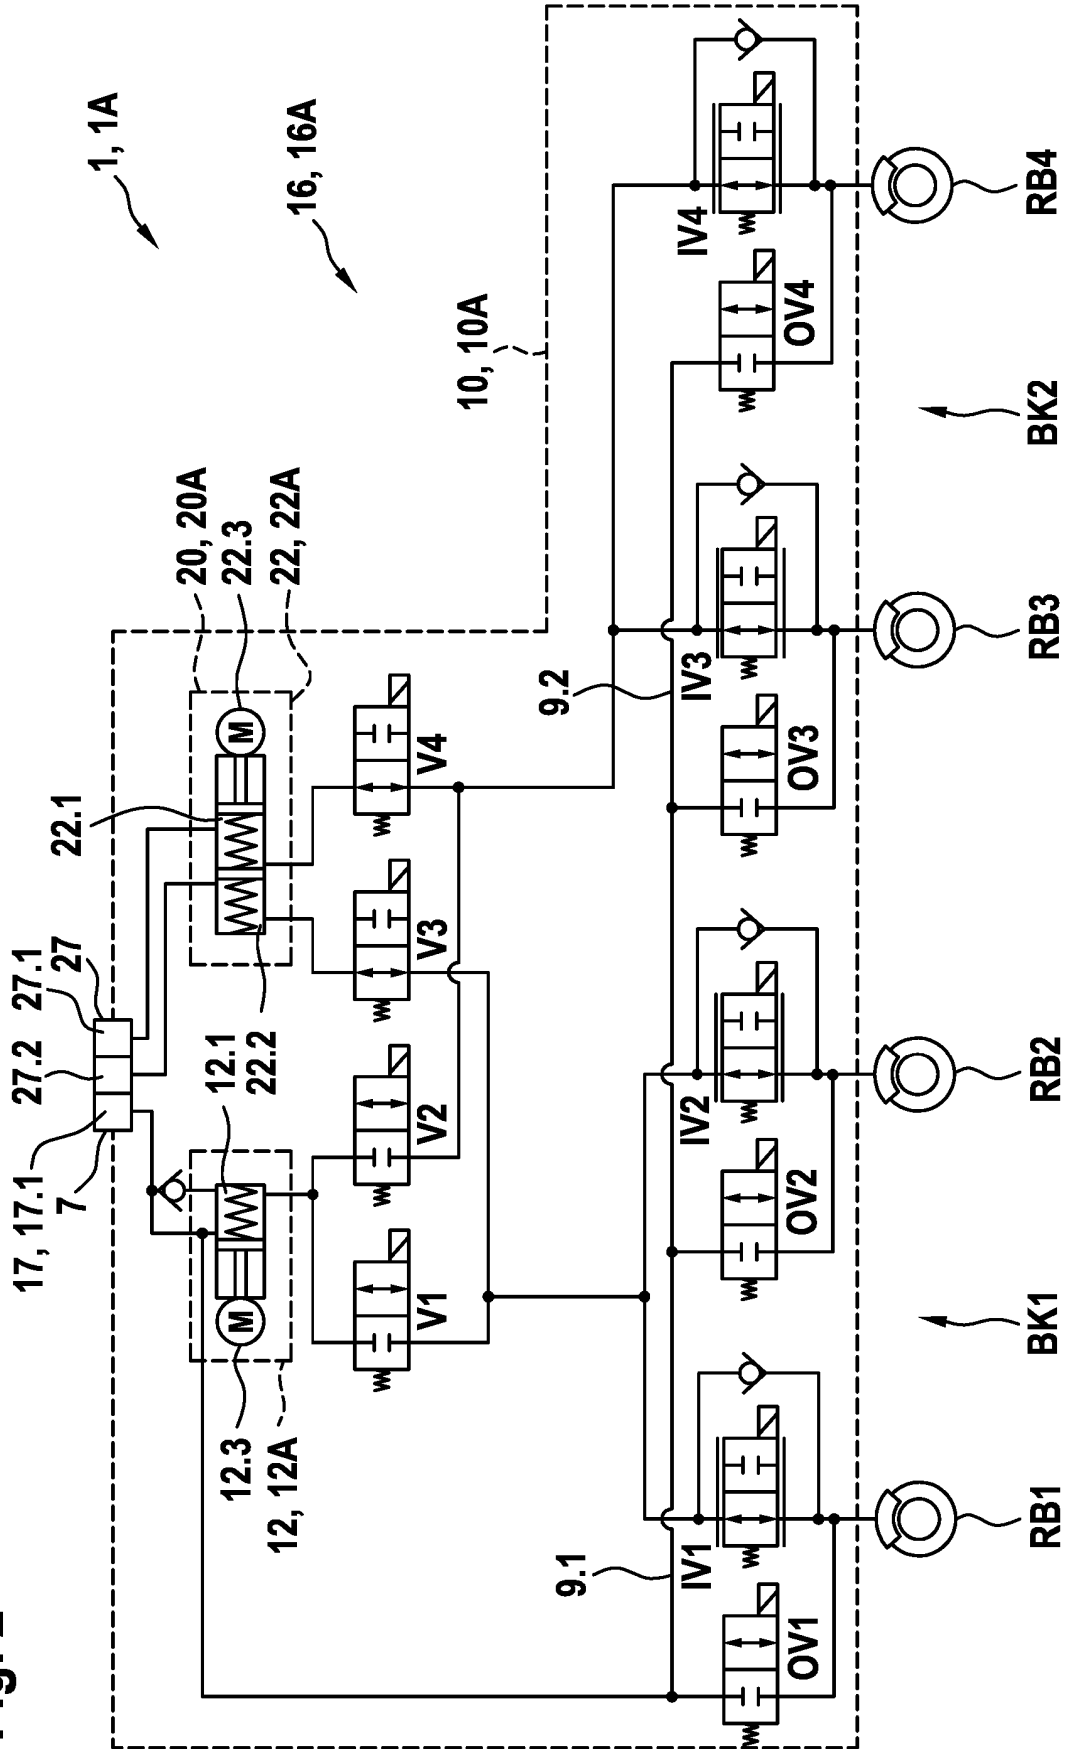 Fig. 2
1, 1A
16, 16A
10, 10A
20, 20A
22.3
22, 22A
22.1
27
27.1
27.2
17, 17.1
7
12.1
22.2
12.3
12, 12A
M
M
V1
V2
V3
V4
9.1
9.2
IV1
OV1
IV2
OV2
IV3
OV3
IV4
OV4
BK1
BK2
RB1
RB2
RB3
RB4